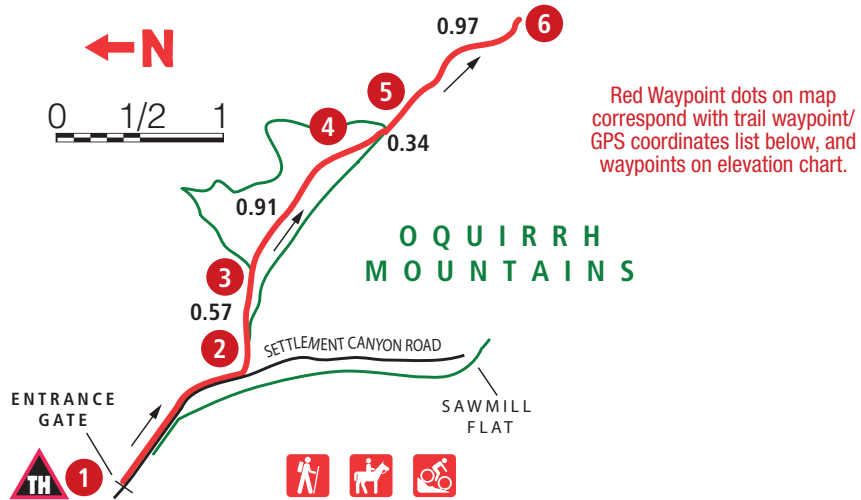 N
0 1/2 1
0.97
6
5
4
0.34
Red Waypoint dots on map
correspond with trail waypoint/
GPS coordinates list below, and
waypoints on elevation chart.
0.91
OQUIRRH
MOUNTAINS
3
0.57
2
SETTLEMENT CANYON ROAD
ENTRANCE
GATE
SAWMILL
FLAT
TH
1